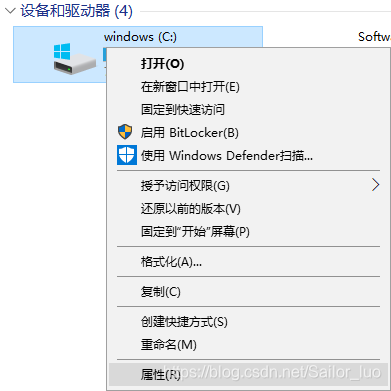 设备和驱动器 (4)
windows (C:)
Softw
打开(O)
在新窗口中打开(E)
固定到快速访问
启用 BitLocker(B)
使用 Windows Defender扫描...
授予访问权限(G)
还原以前的版本(V)
固定到"开始"屏幕(P)
格式化(A)...
复制(C)
创建快捷方式(S)
重命名(M)
属性(R)
https://blog.csdn.net/Sailor_luo